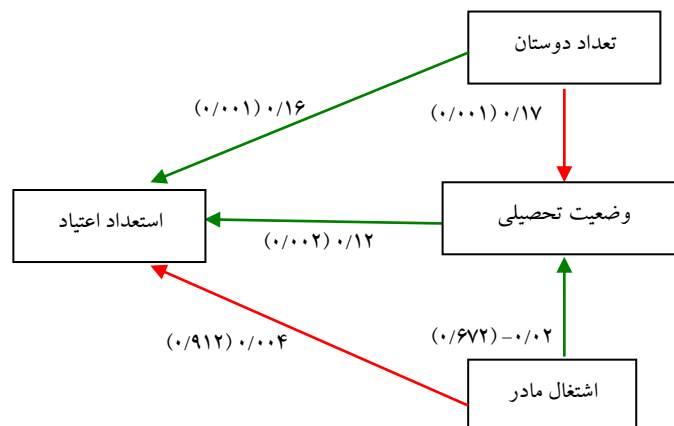 تعداد دوستان
(۰/۰۰۱) ۰/۱۶
(۰/۰۰۱) ۰/۱۷
وضعیت تحصیلی
استعداد اعتیاد
(۰/۰۰۲) ۰/۱۲
(۰/۹۱۲) ۰/۰۰۴
(۰/۶۷۲) -۰/۰۲
اشتغال مادر